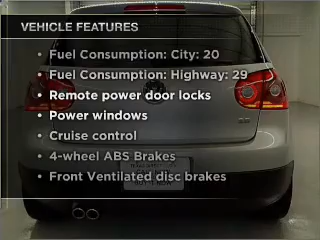 VEHICLE FEATURES
• Fuel Consumption: City: 20
• Fuel Consumption: Highway: 29
• Remote power door locks
• Power windows
• Cruise control
• 4-wheel ABS Brakes
• Front Ventilated disc brakes